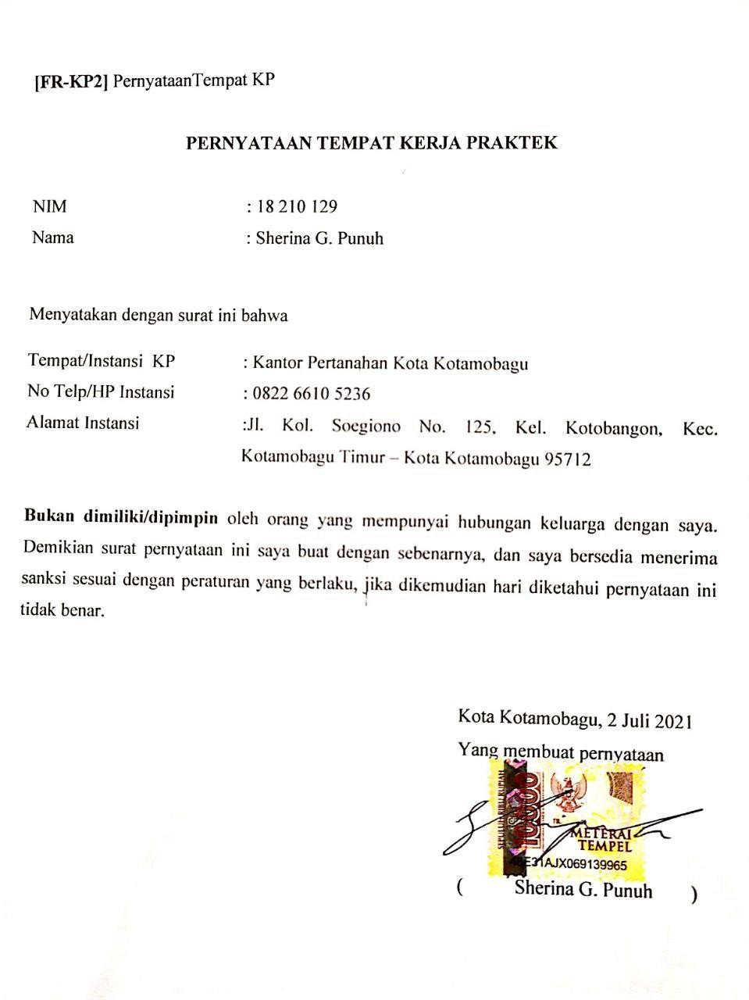 [FR-KP2] PernyataanTempat KP
PERNYATAAN TEMPAT KERJA PRAKTEK
NIM : 18 210 129
Nama : Sherina G. Punuh
Menyatakan dengan surat ini bahwa
Tempat/Instansi KP : Kantor Pertanahan Kota Kotamobagu
No Telp/HP Instansi : 0822 6610 5236
Alamat Instansi :Jl. Kol. Soegiono No. 125, Kel. Kotobangon, Kec.
Kotamobagu Timur – Kota Kotamobagu 95712
Bukan dimiliki/dipimpin oleh orang yang mempunyai hubungan keluarga dengan saya.
Demikian surat pernyataan ini saya buat dengan sebenarnya, dan saya bersedia menerima
sanksi sesuai dengan peraturan yang berlaku, jika dikemudian hari diketahui pernyataan ini
tidak benar.
Kota Kotamobagu, 2 Juli 2021
Yang membuat pernyataan
SEPULUH RIBU RUPIAH
10000
METERAI
TEMPEL
( Sherina G. Punuh )